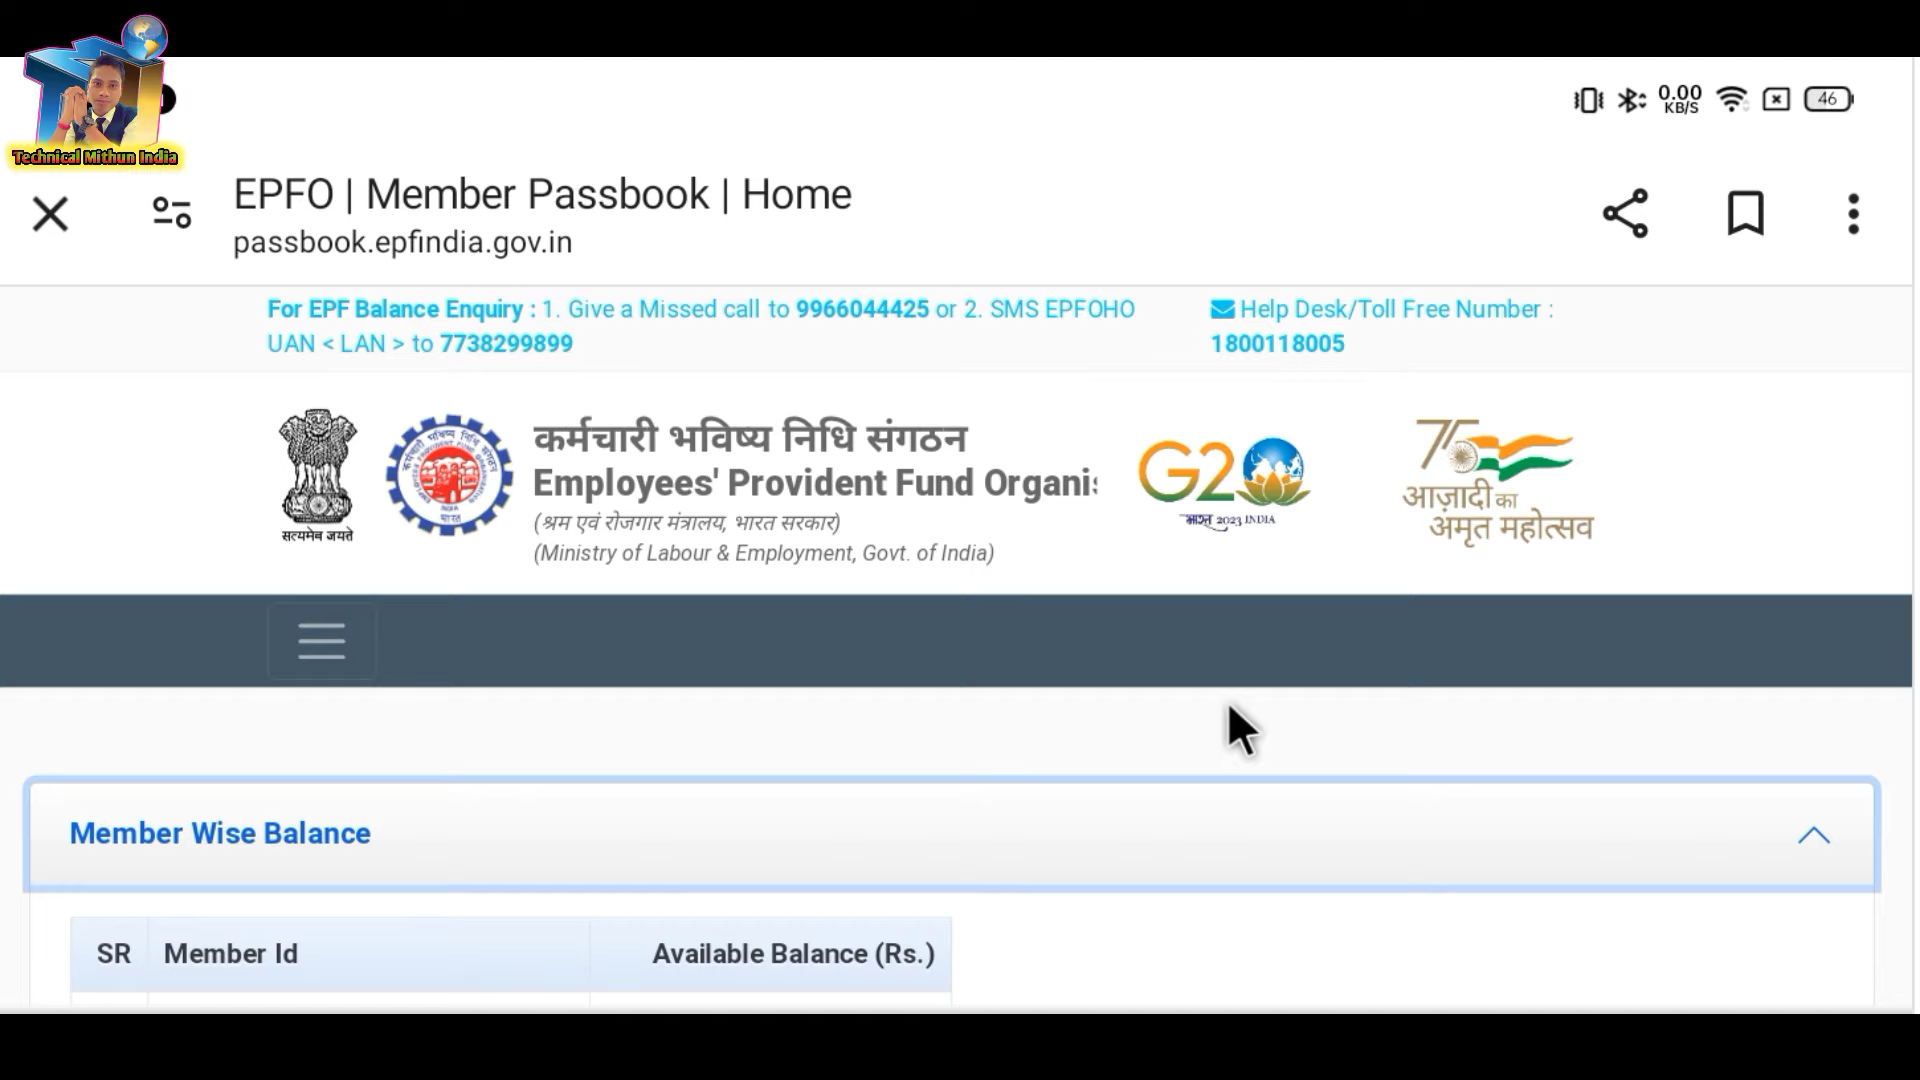 Technical Mithun India
0.00
KB/S
46
EPFO | Member Passbook | Home
passbook.epfindia.gov.in
For EPF Balance Enquiry : 1. Give a Missed call to 9966044425 or 2. SMS EPFOHO
UAN < LAN > to 7738299899
Help Desk/Toll Free Number :
1800118005
सत्यमेव जयते
कर्मचारी भविष्य निधि संगठन
Employees' Provident Fund Organis
(श्रम एवं रोजगार मंत्रालय, भारत सरकार)
(Ministry of Labour & Employment, Govt. of India)
G20
भारत 2023 INDIA
75
आज़ादी का
अमृत महोत्सव
Member Wise Balance
SR
Member Id
Available Balance (Rs.)